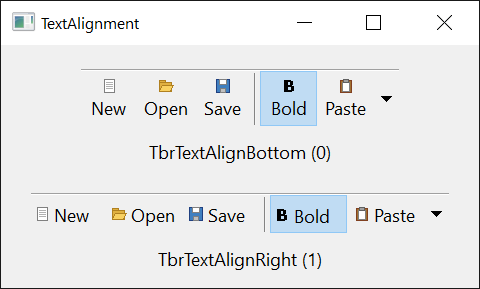 TextAlignment
New Open Save Bold Paste
TbrTextAlignBottom (0)
New Open Save Bold Paste
TbrTextAlignRight (1)